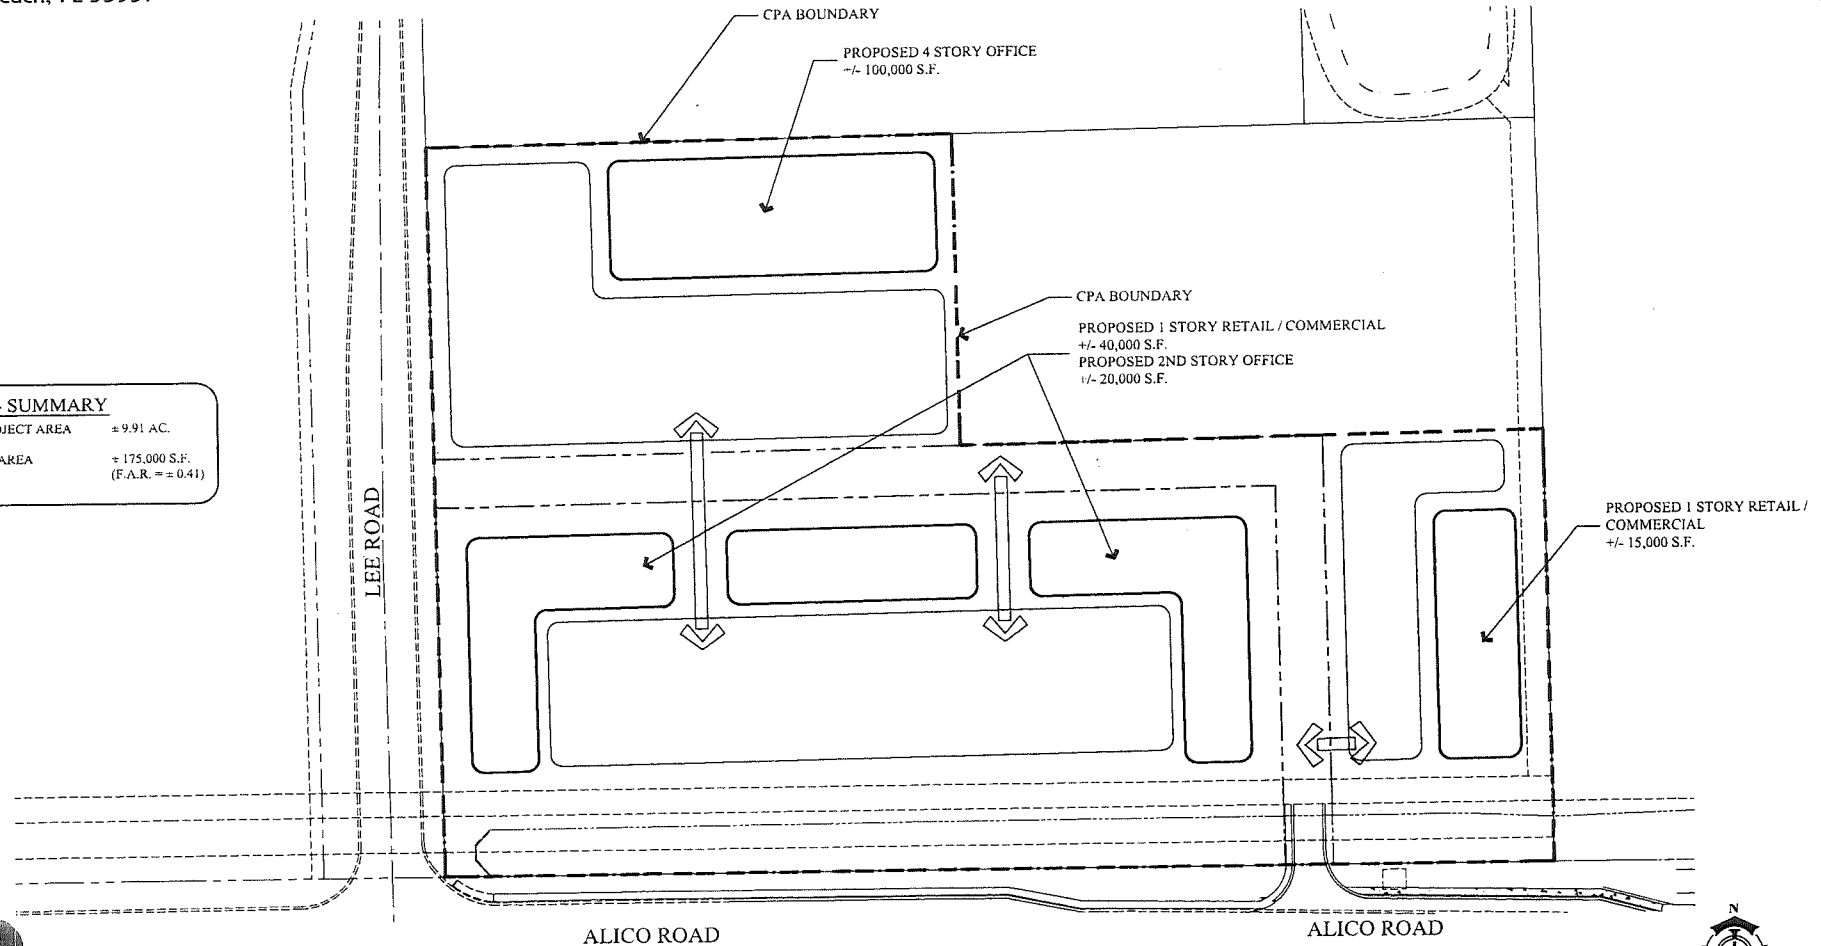 FL 33931
CPA BOUNDARY
PROPOSED 4 STORY OFFICE
+/- 100,000 S.F.
CPA BOUNDARY
PROPOSED 1 STORY RETAIL / COMMERCIAL
+/- 40,000 S.F.
PROPOSED 2ND STORY OFFICE
+/- 20,000 S.F.
SUMMARY
JECT AREA ± 9.91 AC.
AREA ± 175,000 S.F.
(F.A.R. = ± 0.41)
LEE ROAD
PROPOSED 1 STORY RETAIL /
COMMERCIAL
+/- 15,000 S.F.
N
ALICO ROAD
ALICO ROAD